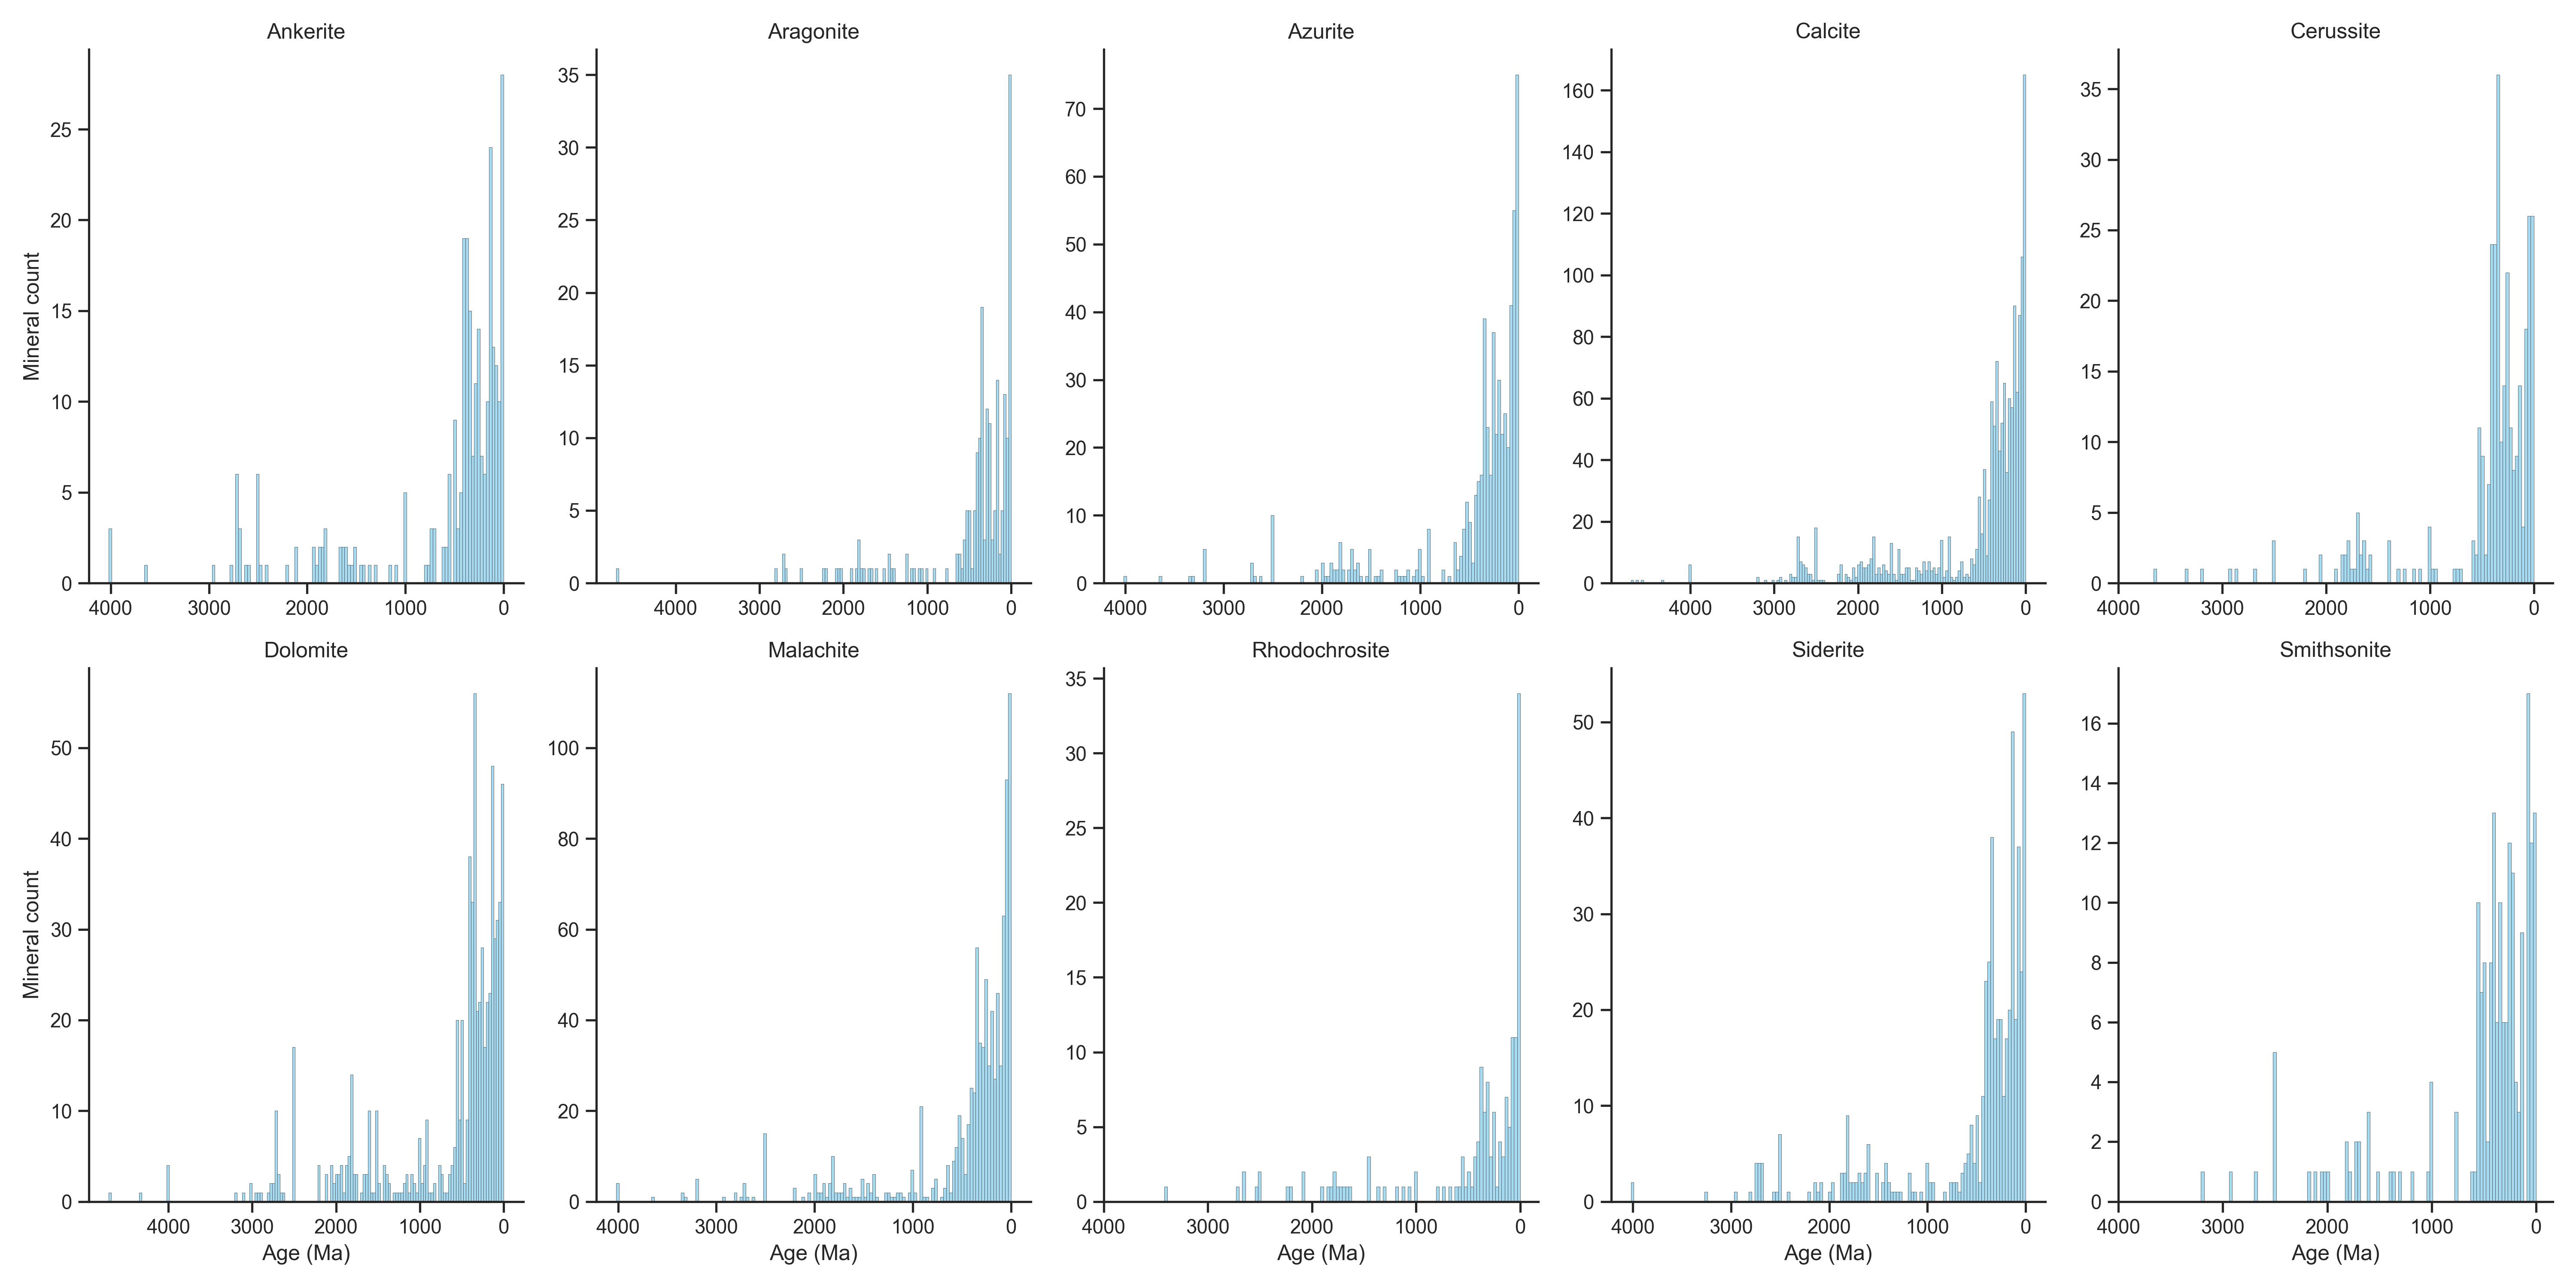 Ankerite
Aragonite
Azurite
Calcite
Cerussite
Mineral count
0 5 10 15 20 25
4000 3000 2000 1000 0
0 5 10 15 20 25 30 35
4000 3000 2000 1000 0
0 10 20 30 40 50 60 70
4000 3000 2000 1000 0
0 20 40 60 80 100 120 140 160
4000 3000 2000 1000 0
0 5 10 15 20 25 30 35
4000 3000 2000 1000 0
Dolomite
Malachite
Rhodochrosite
Siderite
Smithsonite
Mineral count
0 10 20 30 40 50
4000 3000 2000 1000 0
Age (Ma)
0 20 40 60 80 100
4000 3000 2000 1000 0
Age (Ma)
0 5 10 15 20 25 30 35
4000 3000 2000 1000 0
Age (Ma)
0 10 20 30 40 50
4000 3000 2000 1000 0
Age (Ma)
0 2 4 6 8 10 12 14 16
4000 3000 2000 1000 0
Age (Ma)